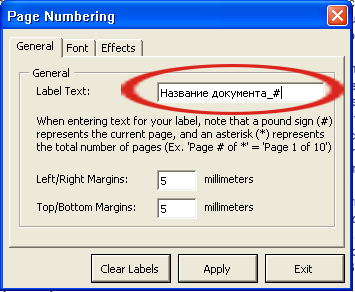 Page Numbering
General Font Effects
General
Label Text: Название документа_#
When entering text for your label, note that a pound sign (#)
represents the current page, and an asterisk (*) represents
the total number of pages (Ex. 'Page # of *' = 'Page 1 of 10')
Left/Right Margins: 5 millimeters
Top/Bottom Margins: 5 millimeters
Clear Labels Apply Exit